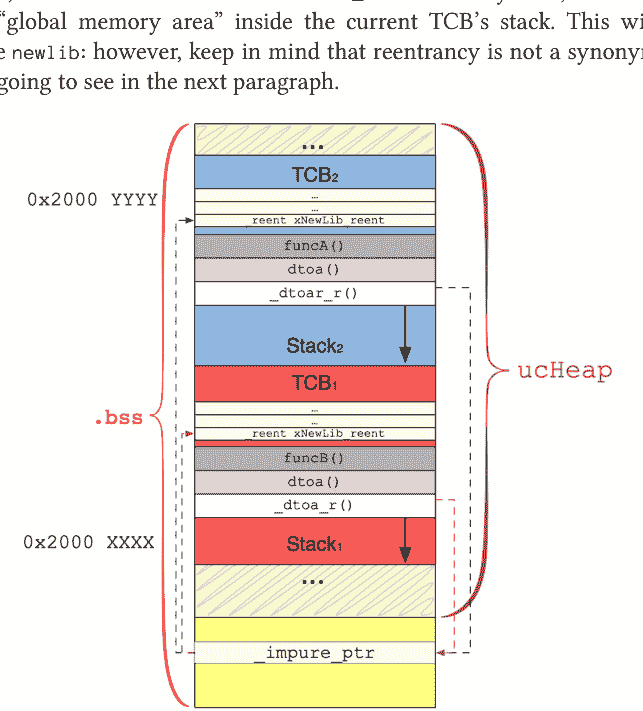 “global memory area” inside the current TCB’s stack. This wi
e newlib: however, keep in mind that reentrancy is not a synony
going to see in the next paragraph.
...
TCB2
0x2000 YYYY
...
...
_reent xNewLib_reent
funcA()
dtoa()
_dtoar_r()
Stack2
TCB1
ucHeap
...
.bss
...
_reent xNewLib_reent
funcB()
dtoa()
_dtoa_r()
0x2000 XXXX
Stack1
...
_impure_ptr